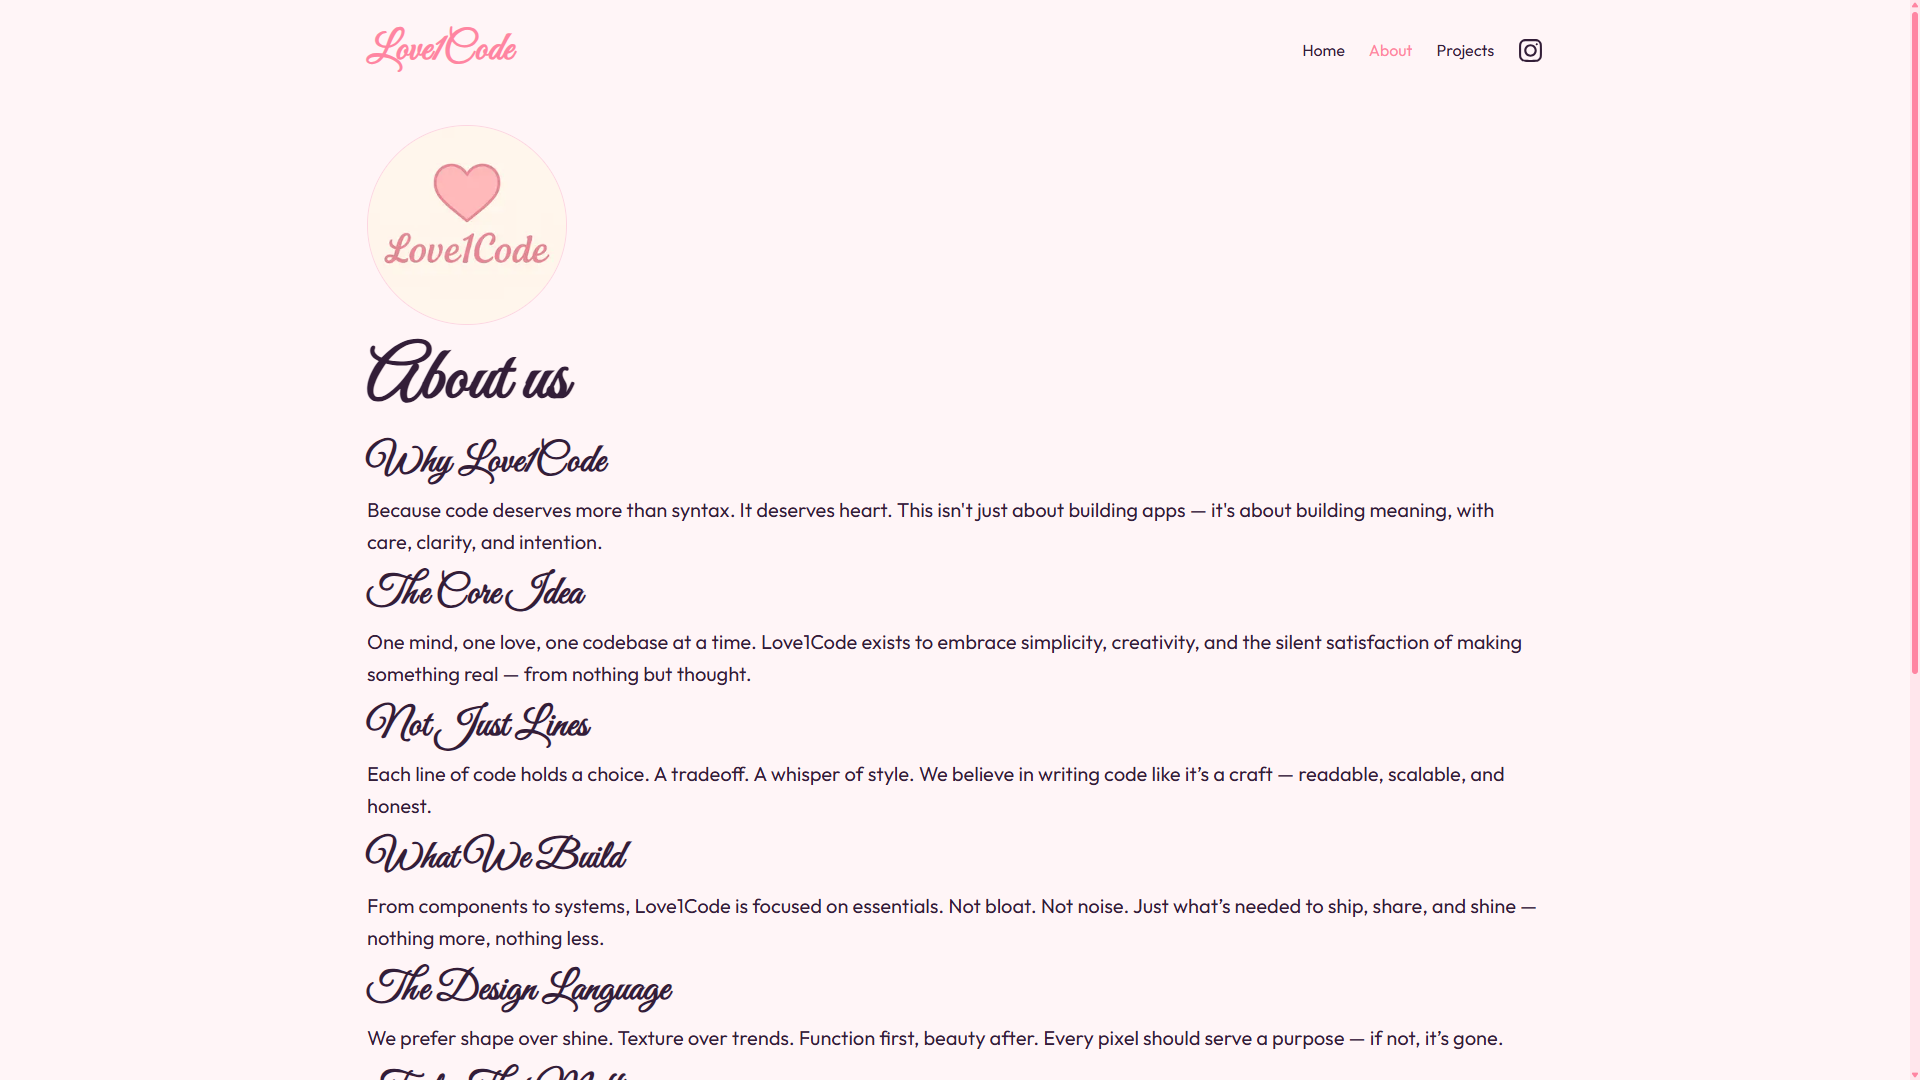 Love1Code
Home About Projects
Love1Code
About us
Why Love1Code
Because code deserves more than syntax. It deserves heart. This isn't just about building apps — it's about building meaning, with
care, clarity, and intention.
The Core Idea
One mind, one love, one codebase at a time. Love1Code exists to embrace simplicity, creativity, and the silent satisfaction of making
something real — from nothing but thought.
Not Just Lines
Each line of code holds a choice. A tradeoff. A whisper of style. We believe in writing code like it’s a craft — readable, scalable, and
honest.
What We Build
From components to systems, Love1Code is focused on essentials. Not bloat. Not noise. Just what’s needed to ship, share, and shine —
nothing more, nothing less.
The Design Language
We prefer shape over shine. Texture over trends. Function first, beauty after. Every pixel should serve a purpose — if not, it’s gone.